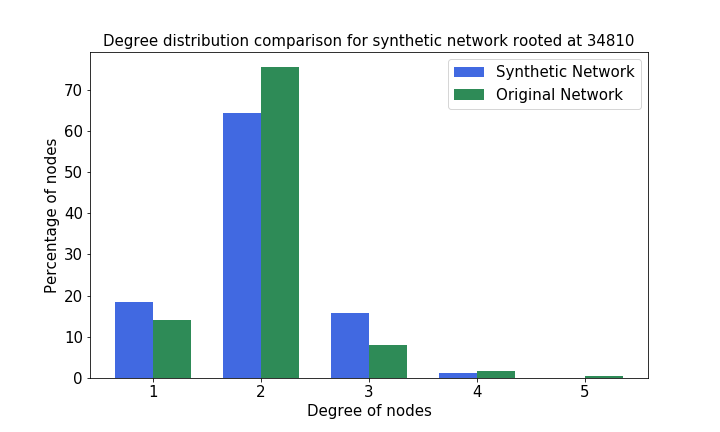 Degree distribution comparison for synthetic network rooted at 34810
Synthetic Network
Original Network
Percentage of nodes
70
60
50
40
30
20
10
0
1 2 3 4 5
Degree of nodes